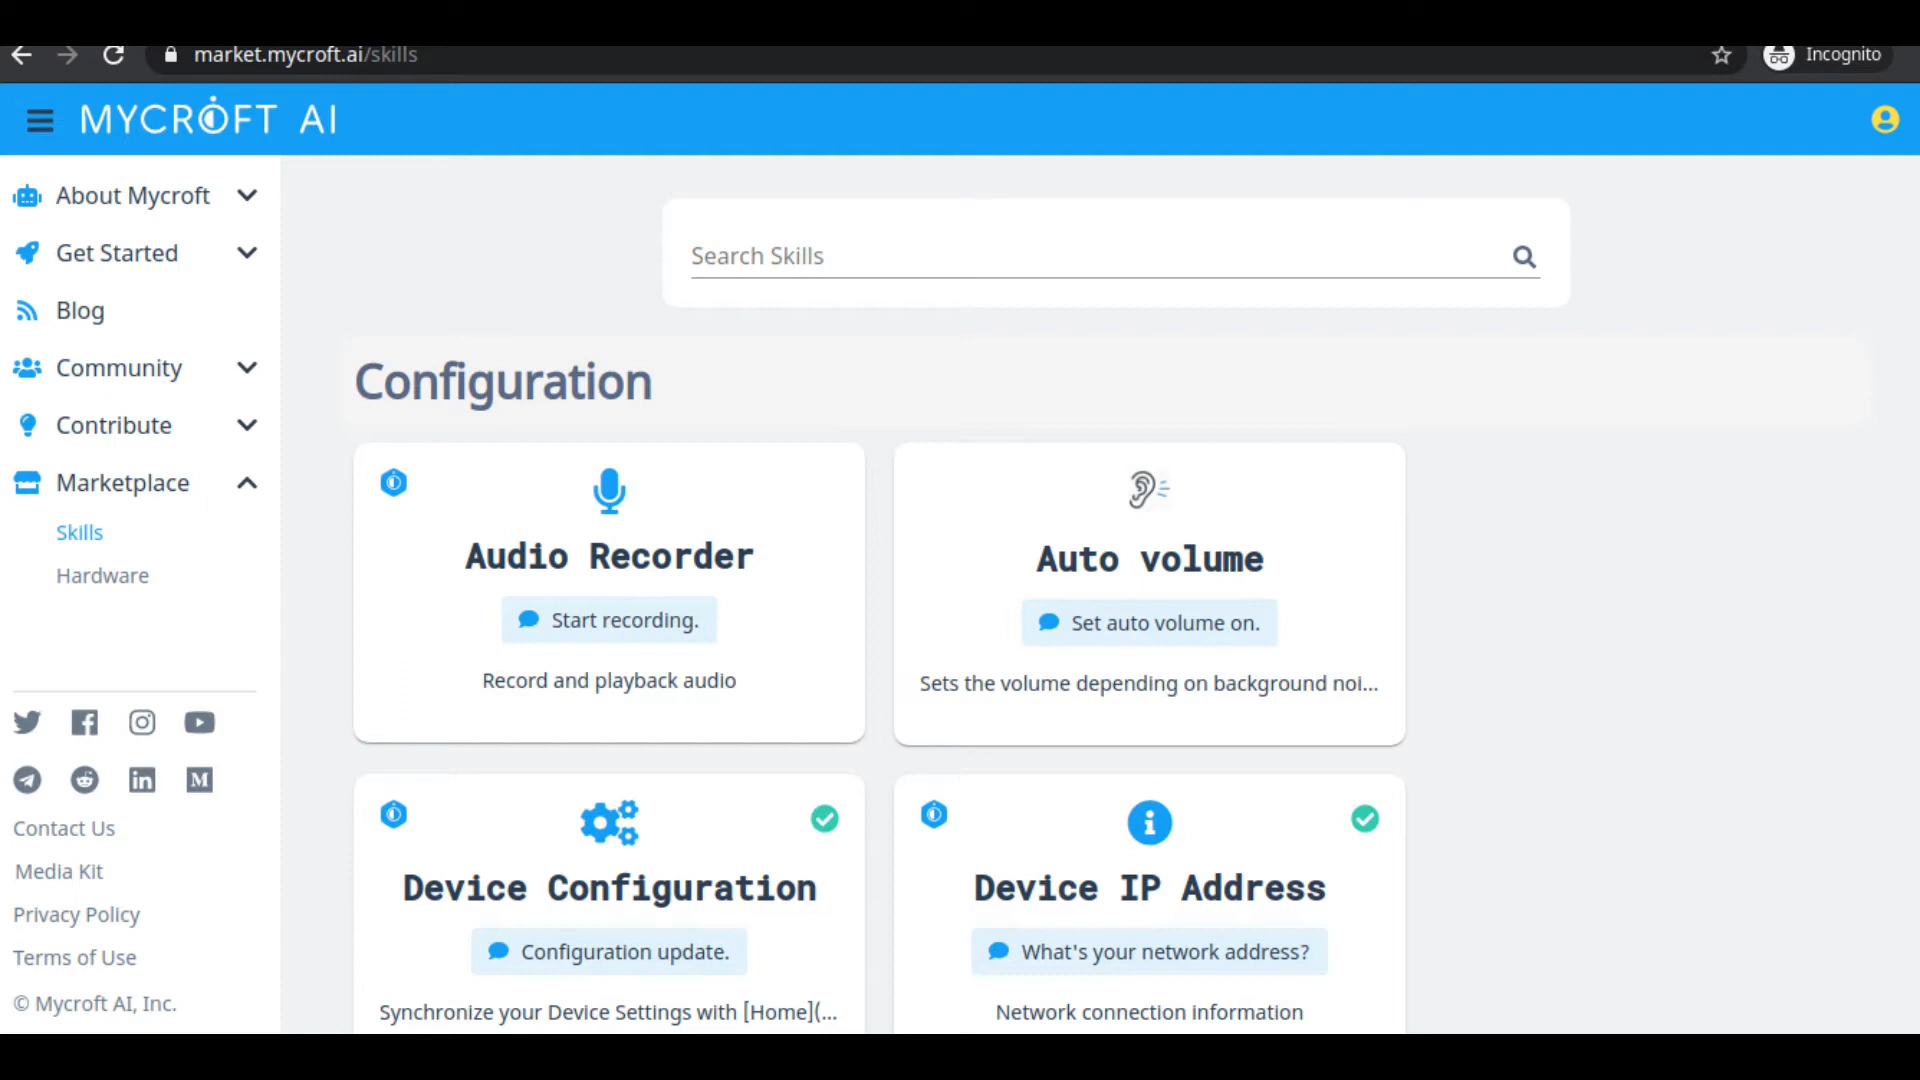 market.mycroft.ai/skills
Incognito
MYCROFT AI
About Mycroft
Get Started
Blog
Community
Contribute
Marketplace
Skills
Hardware
Contact Us
Media Kit
Privacy Policy
Terms of Use
© Mycroft AI, Inc.
Search Skills
Configuration
Audio Recorder
Start recording.
Record and playback audio
Auto volume
Set auto volume on.
Sets the volume depending on background noi...
Device Configuration
Configuration update.
Synchronize your Device Settings with [Home](...
Device IP Address
What's your network address?
Network connection information